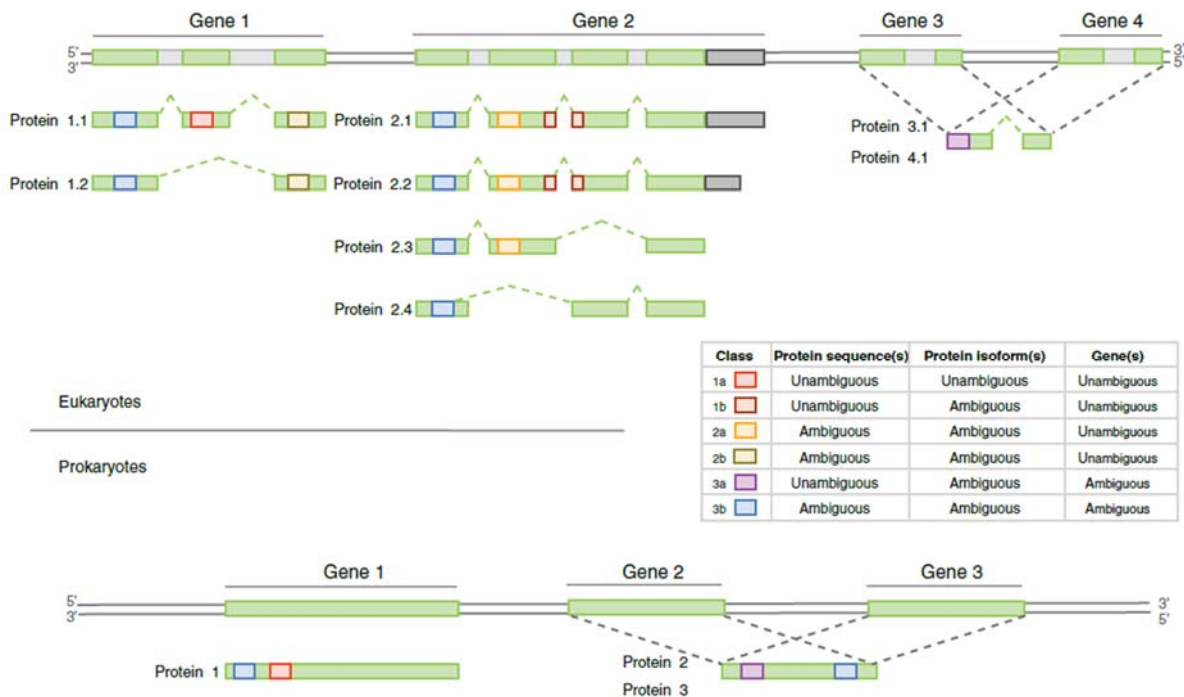 Gene 1 Gene 2 Gene 3 Gene 4
5' 3'
3' 5'
Protein 1.1 Protein 2.1 Protein 3.1
Protein 4.1
Protein 1.2 Protein 2.2
Protein 2.3
Protein 2.4
Class Protein sequence(s) Protein isoform(s) Gene(s)
1a Unambiguous Unambiguous Unambiguous
1b Unambiguous Ambiguous Unambiguous
2a Ambiguous Ambiguous Unambiguous
2b Ambiguous Ambiguous Unambiguous
3a Unambiguous Ambiguous Ambiguous
3b Ambiguous Ambiguous Ambiguous
Eukaryotes
Prokaryotes
Gene 1 Gene 2 Gene 3
5' 3'
3' 5'
Protein 1 Protein 2
Protein 3